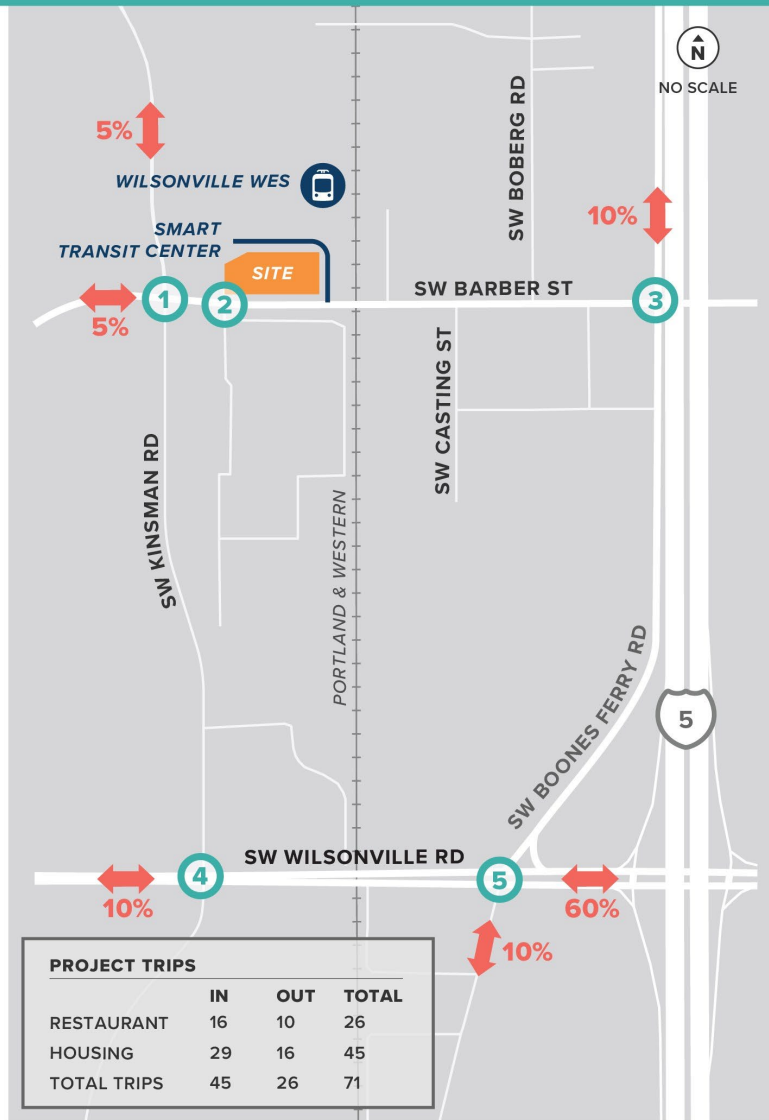 N
NO SCALE
5%
WILSONVILLE WES
SW BOBERG RD
10%
SMART
TRANSIT CENTER
SITE
5%
1
2
SW BARBER ST
3
SW CASTING ST
SW KINSMAN RD
PORTLAND & WESTERN
SW BOONES FERRY RD
5
SW WILSONVILLE RD
4
5
10%
60%
10%
PROJECT TRIPS
IN OUT TOTAL
RESTAURANT 16 10 26
HOUSING 29 16 45
TOTAL TRIPS 45 26 71